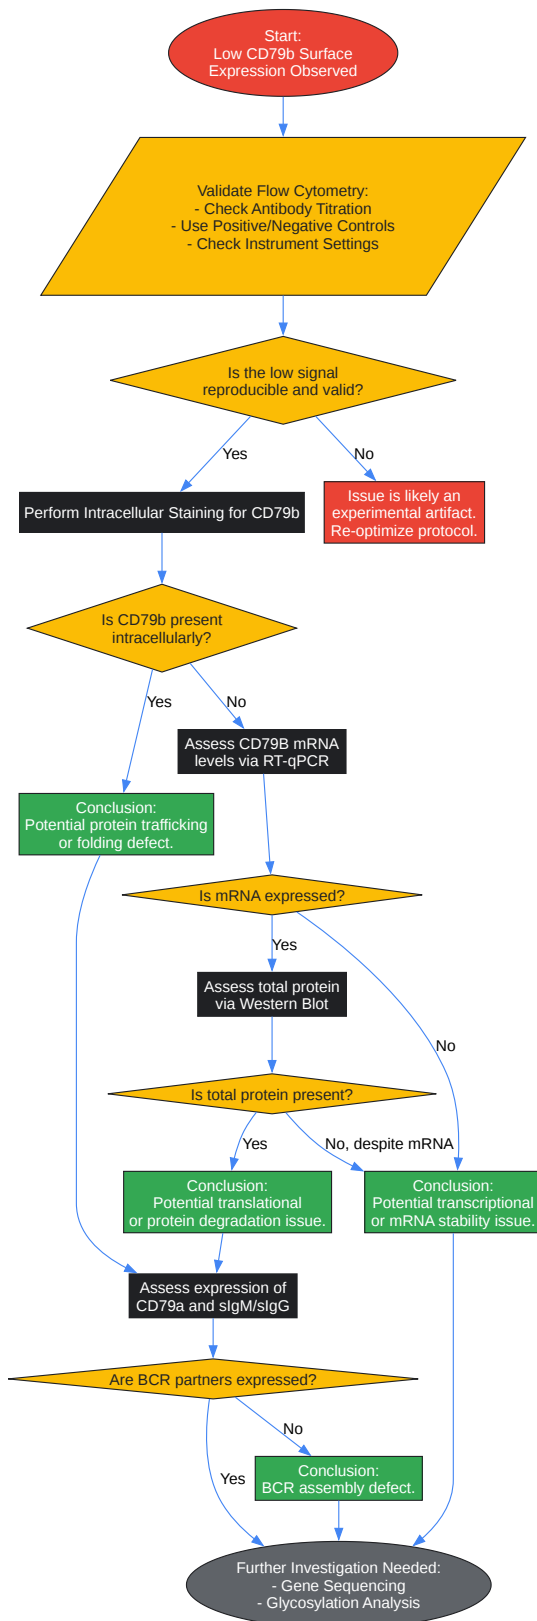 Start:
Low CD79b Surface
Expression Observed
Validate Flow Cytometry:
- Check Antibody Titration
- Use Positive/Negative Controls
- Check Instrument Settings
Is the low signal
reproducible and valid?
Yes
No
Perform Intracellular Staining for CD79b
Issue is likely an
experimental artifact.
Re-optimize protocol.
Is CD79b present
intracellularly?
Yes
No
Assess CD79B mRNA
levels via RT-qPCR
Conclusion:
Potential protein trafficking
or folding defect.
Is mRNA expressed?
Yes
Assess total protein
via Western Blot
No
Is total protein present?
Yes
No, despite mRNA
Conclusion:
Potential translational
or protein degradation issue.
Conclusion:
Potential transcriptional
or mRNA stability issue.
Assess expression of
CD79a and sIgM/sIgG
Are BCR partners expressed?
No
Yes
Conclusion:
BCR assembly defect.
Further Investigation Needed:
- Gene Sequencing
- Glycosylation Analysis